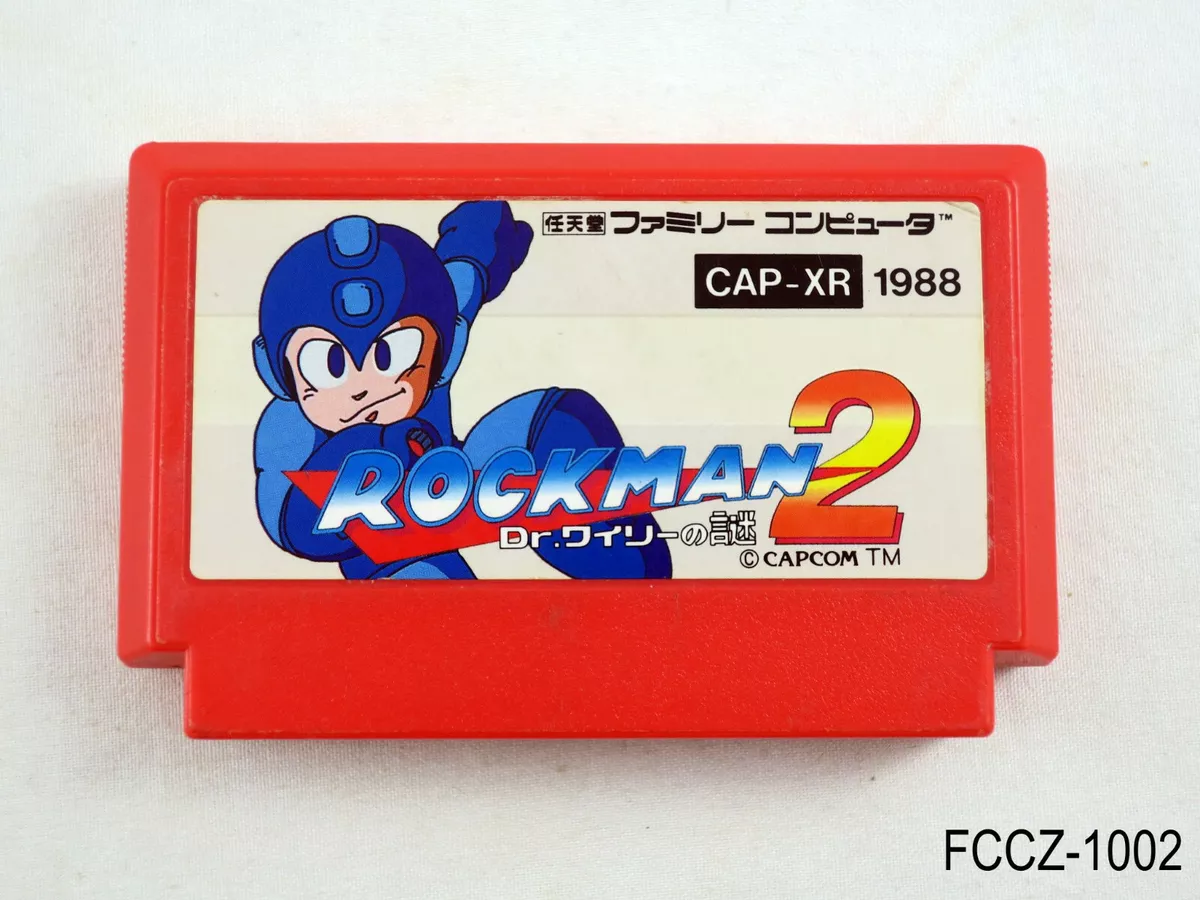 任天堂 ファミリー コンピュータ™
CAP-XR 1988
ROCKMAN 2
Dr.ワイリーの謎
© CAPCOM TM
FCCZ-1002